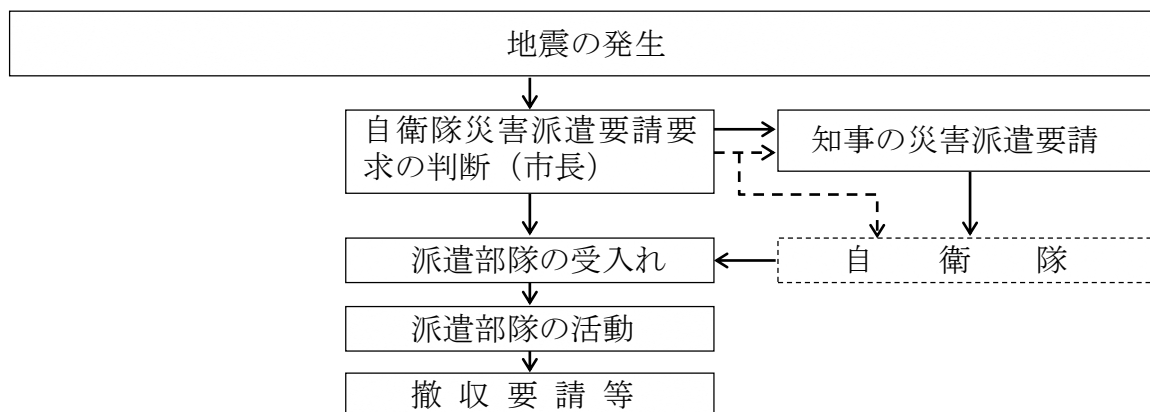 地震の発生
自衛隊災害派遣要請要
求の判断（市長）
知事の災害派遣要請
派遣部隊の受入れ
自衛隊
派遣部隊の活動
撤収要請等